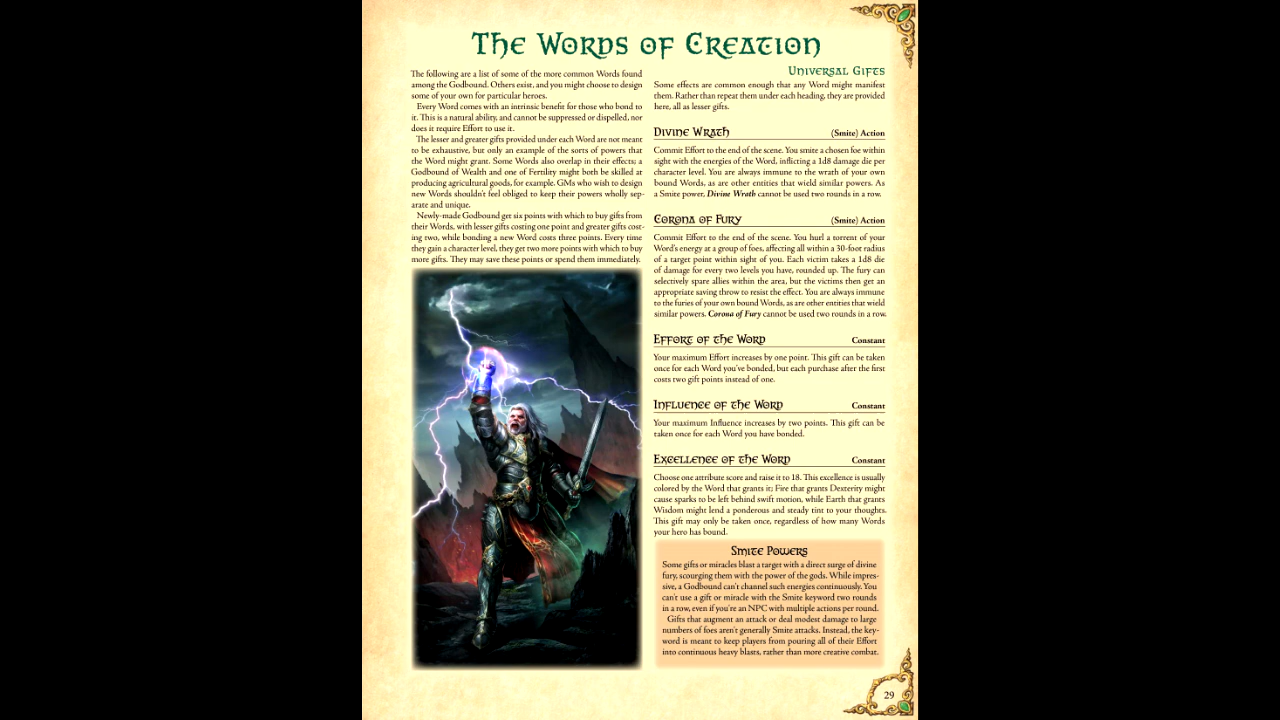 The Words of Creation
The following are a list of some of the more common Words found
among the Godbound. Others exist, and you might choose to design
some of your own for particular heroes.
Every Word comes with an intrinsic benefit for those who bond to
it. This is a natural ability, and cannot be suppressed or dispelled, nor
does it require Effort to use it.
The lesser and greater gifts provided under each Word are not meant
to be exhaustive, but only an example of the sorts of powers that
the Word might grant. Some Words also overlap in their effects; a
Godbound of Wealth and one of Fertility might both be skilled at
producing agricultural goods, for example. GMs who wish to design
new Words shouldn't feel obliged to keep their powers wholly sep-
arate and unique.
Newly-made Godbound get six points with which to buy gifts from
their Words, with lesser gifts costing one point and greater gifts cost-
ing two, while bonding a new Word costs three points. Every time
they gain a character level, they get two more points with which to buy
more gifts. They may save these points or spend them immediately.
Universal Gifts
Some effects are common enough that any Word might manifest
them. Rather than repeat them under each heading, they are provided
here, all as lesser gifts.
Divine Wrath (Smite) Action
Commit Effort to the end of the scene. You smite a chosen foe within
sight with the energies of the Word, inflicting a 1d8 damage die per
character level. You are always immune to the wrath of your own
bound Words, as are other entities that wield similar powers. As
a Smite power, Divine Wrath cannot be used two rounds in a row.
Corona of Fury (Smite) Action
Commit Effort to the end of the scene. You hurl a torrent of your
Word's energy at a group of foes, affecting all within a 30-foot radius
of a target point within sight of you. Each victim takes a 1d8 die
of damage for every two levels you have, rounded up. The fury can
selectively spare allies within the area, but the victims then get an
appropriate saving throw to resist the effect. You are always immune
to the furies of your own bound Words, as are other entities that wield
similar powers. Corona of Fury cannot be used two rounds in a row.
Effort of the Word Constant
Your maximum Effort increases by one point. This gift can be taken
once for each Word you've bonded, but each purchase after the first
costs two gift points instead of one.
Influence of the Word Constant
Your maximum Influence increases by two points. This gift can be
taken once for each Word you have bonded.
Excellence of the Word Constant
Choose one attribute score and raise it to 18. This excellence is usually
colored by the Word that grants it; Fire that grants Dexterity might
cause sparks to be left behind swift motion, while Earth that grants
Wisdom might lend a ponderous and steady tint to your thoughts.
This gift may only be taken once, regardless of how many Words
your hero has bound.
Smite Powers
Some gifts or miracles blast a target with a direct surge of divine
fury, scourging them with the power of the gods. While impres-
sive, a Godbound can't channel such energies continuously. You
can't use a gift or miracle with the Smite keyword two rounds
in a row, even if you're an NPC with multiple actions per round.
Gifts that augment an attack or deal modest damage to large
numbers of foes aren't generally Smite attacks. Instead, the key-
word is meant to keep players from pouring all of their Effort
into continuous heavy blasts, rather than more creative combat.
29